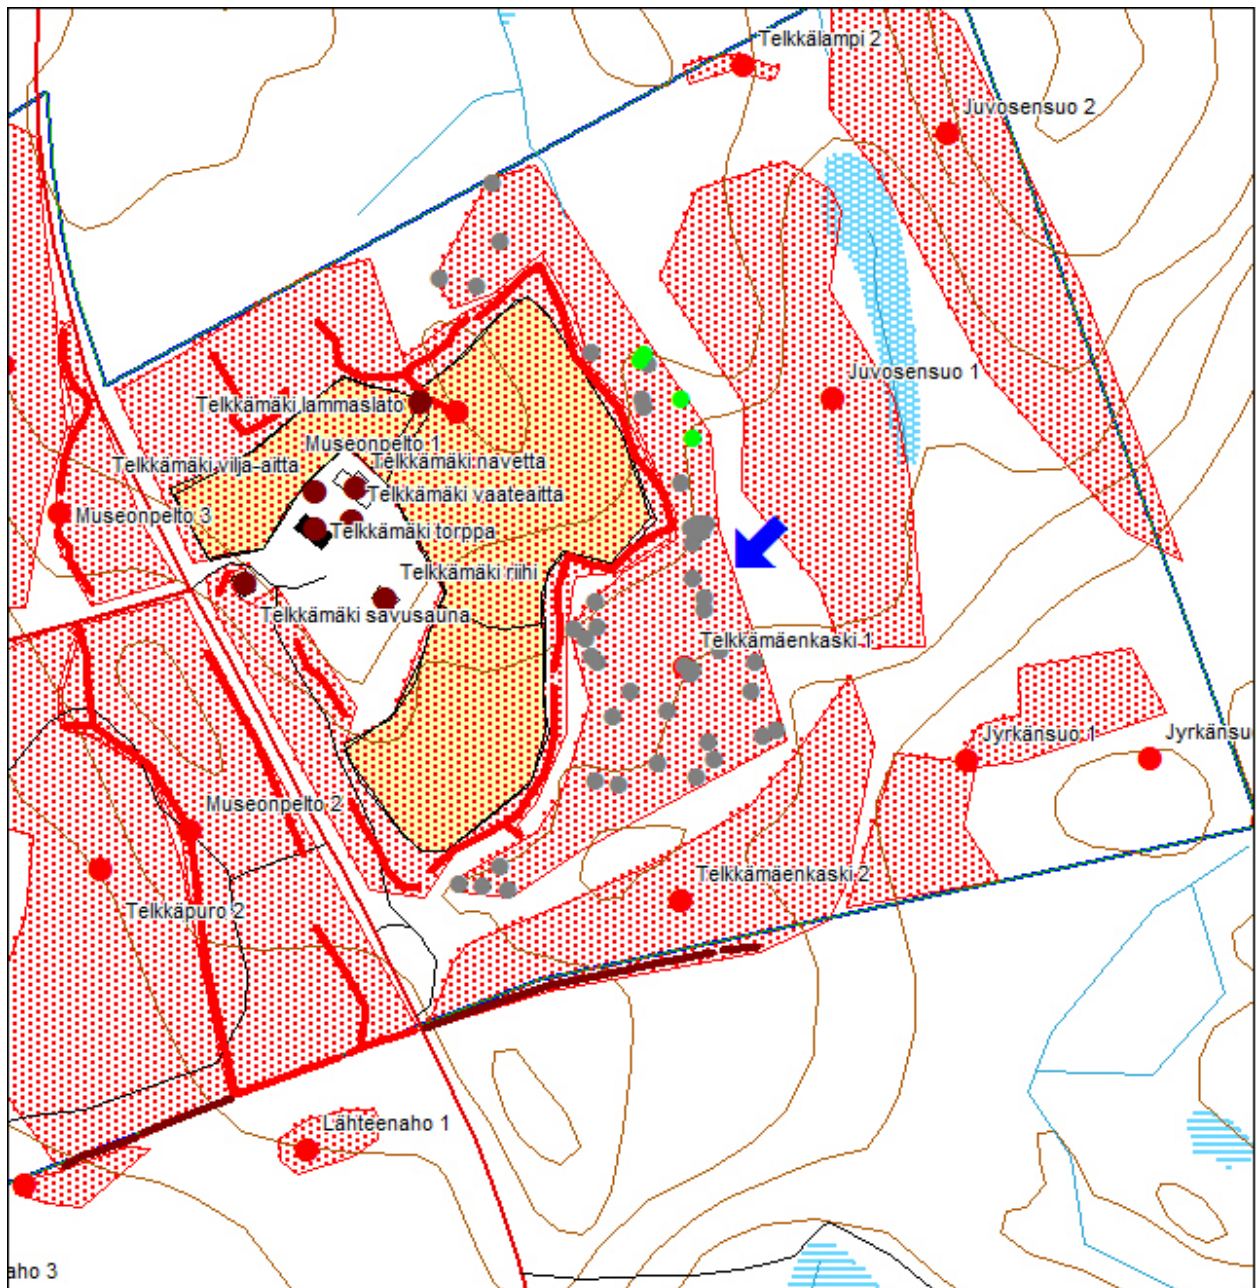 Telkkälampi 2
Juvosensuo 2
Juvosensuo 1
Telkkämäki lammaslato
Museonpelto 1
Telkkämäki vilja-aitta
Telkkämäki navetta
Telkkämäki vaateaitta
Museonpelto 3
Telkkämäki torppa
Telkkämäki riihi
Telkkämäki savusauna
Telkkämäenkaski 1
Jyrkänsuo 1
Jyrkänsu
Museonpelto 2
Telkkämäenkaski 2
Telkkäpuro 2
Lähteenaho 1
aho 3